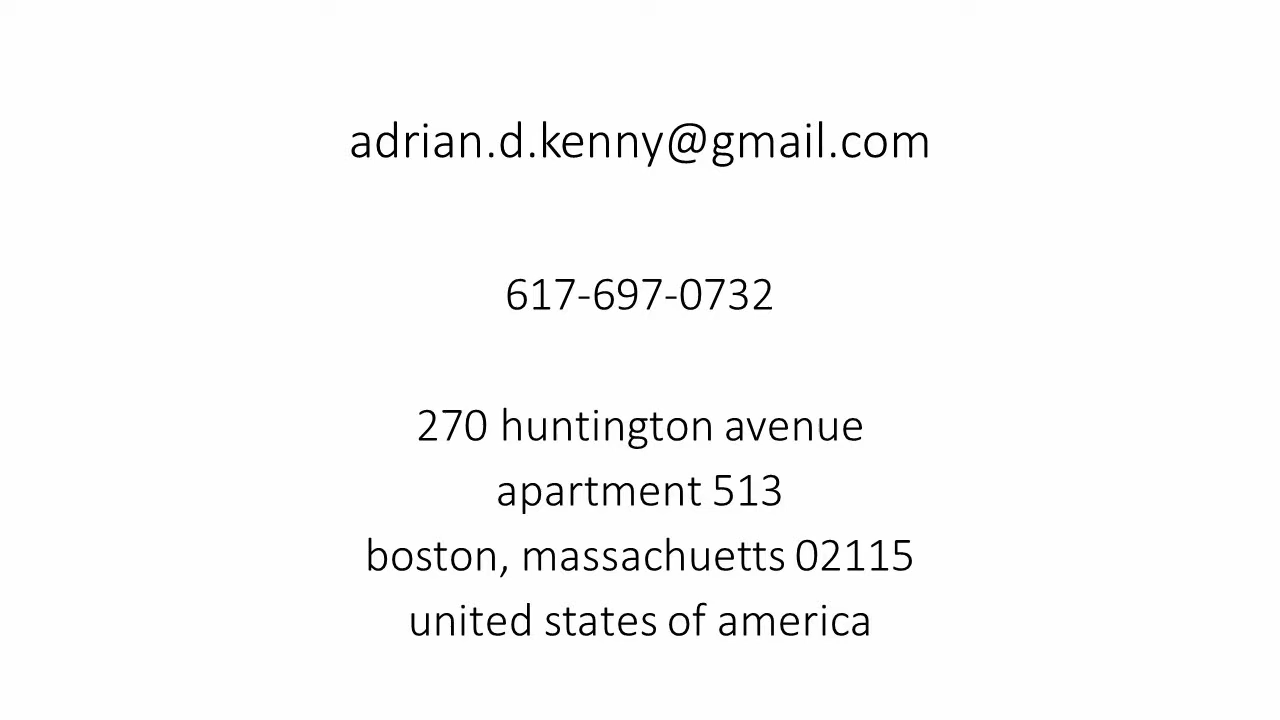 adrian.d.kenny@gmail.com
617-697-0732
270 huntington avenue
apartment 513
boston, massachuetts 02115
united states of america